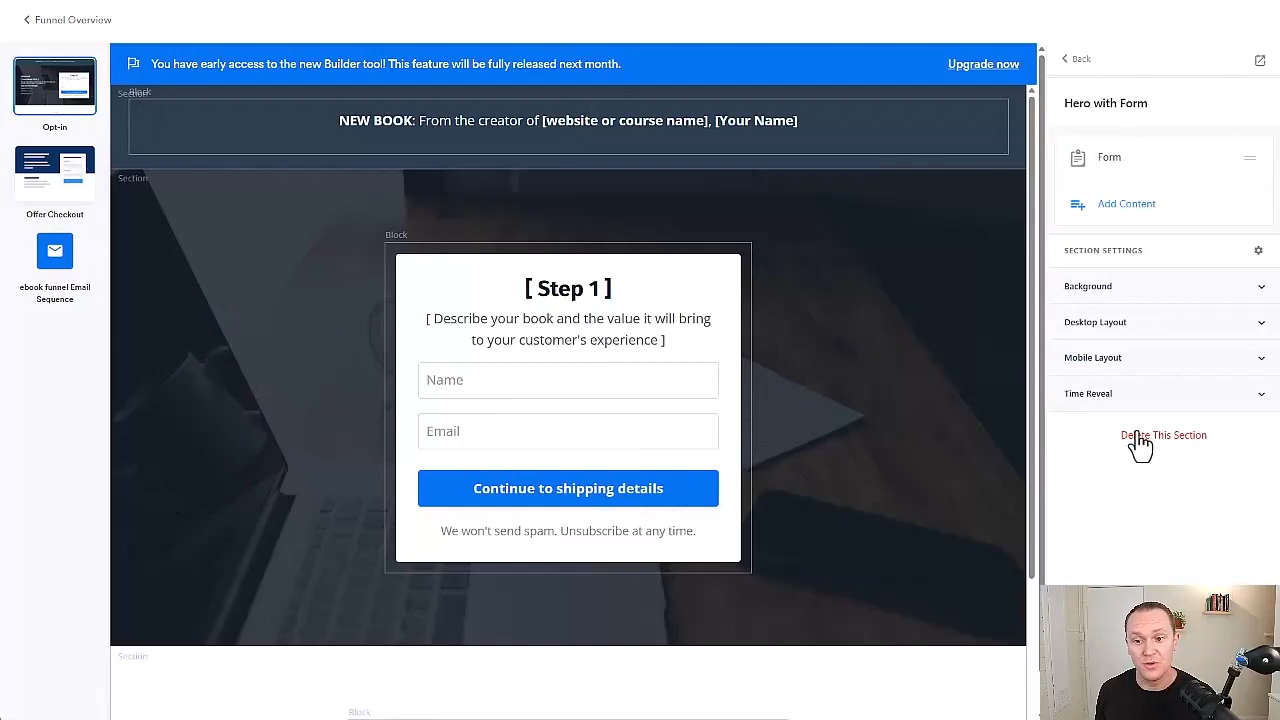 Funnel Overview
You have early access to the new Builder tool! This feature will be fully released next month.
Upgrade now
Back
Hero with Form
Form
Add Content
SECTION SETTINGS
Background
Desktop Layout
Mobile Layout
Time Reveal
Delete This Section
Opt-in
Offer Checkout
ebook funnel Email
Sequence
Section
Block
NEW BOOK: From the creator of [website or course name], [Your Name]
Section
Block
[ Step 1 ]
[ Describe your book and the value it will bring
to your customer's experience ]
Name
Email
Continue to shipping details
We won't send spam. Unsubscribe at any time.
Section
Block